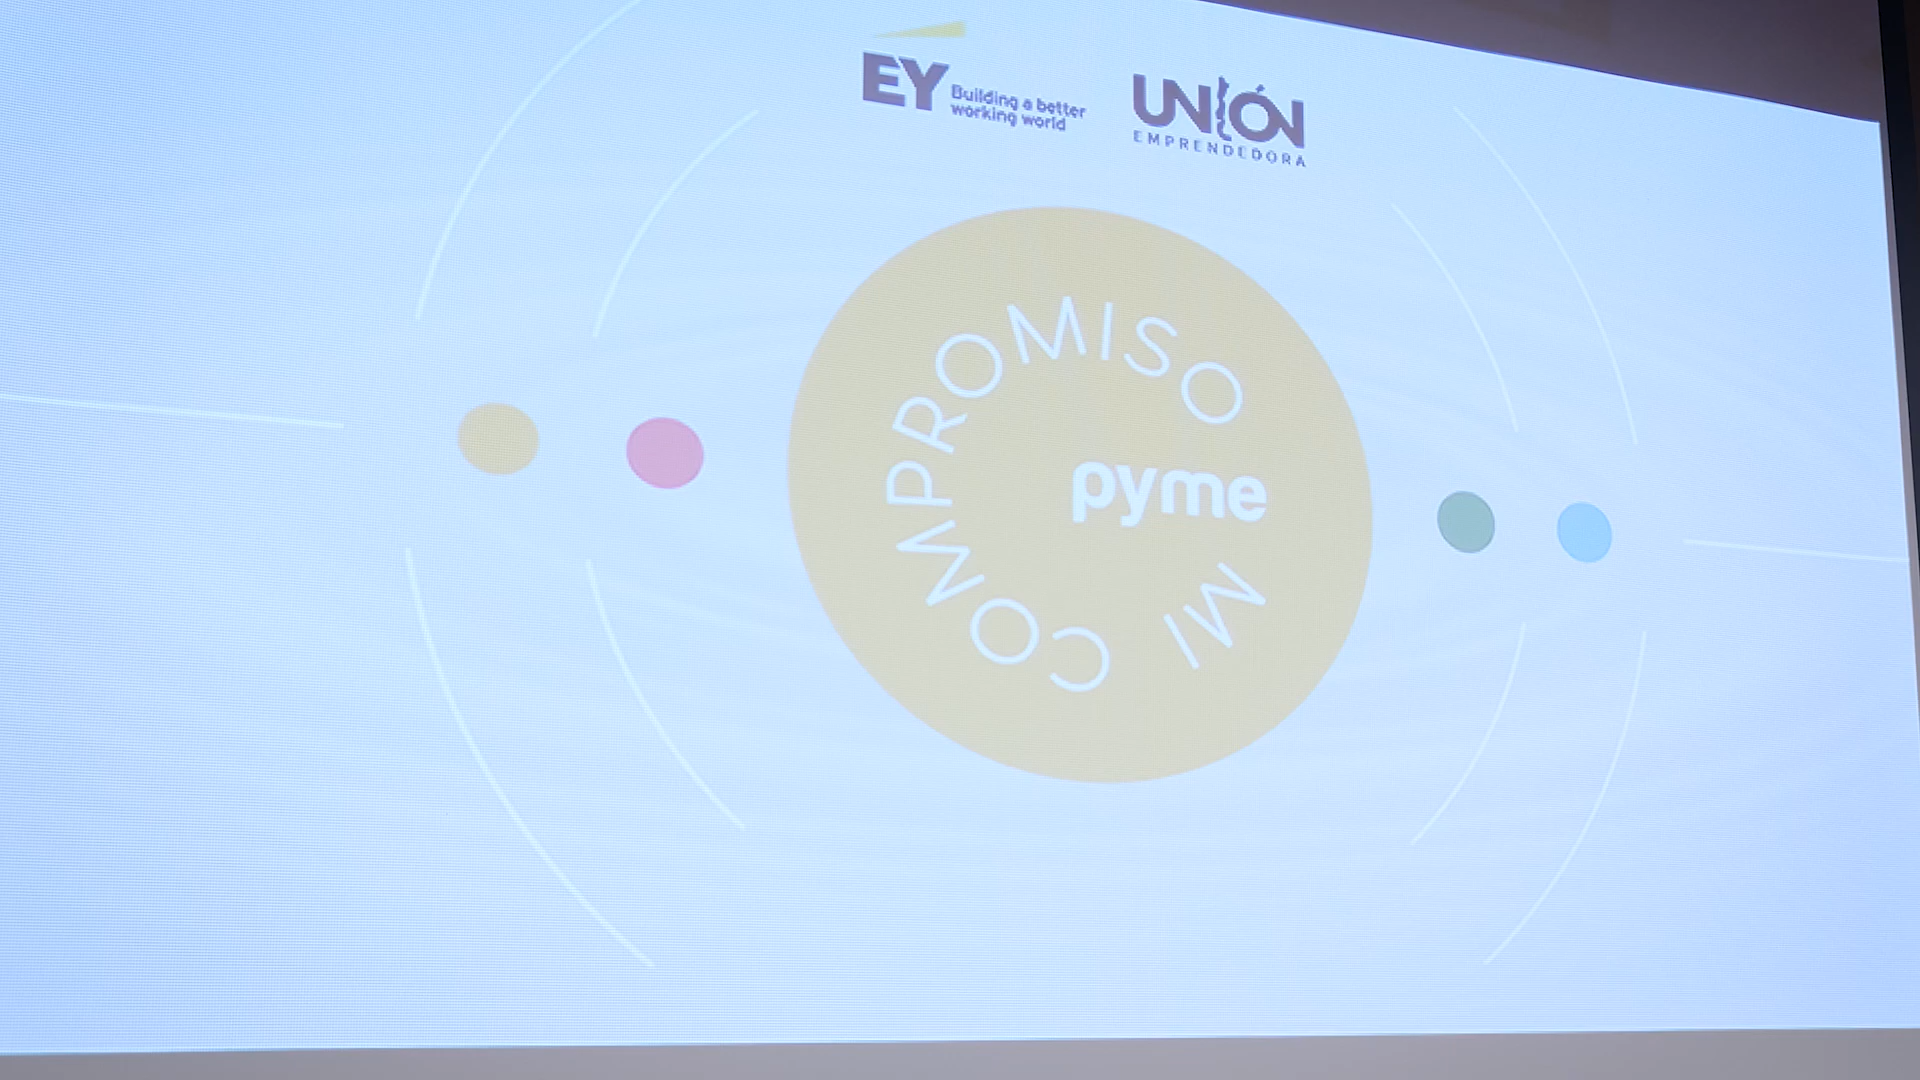 EY Building a better
working world
UNIÓN
EMPRENDEDORA
MI COMPROMISO
pyme